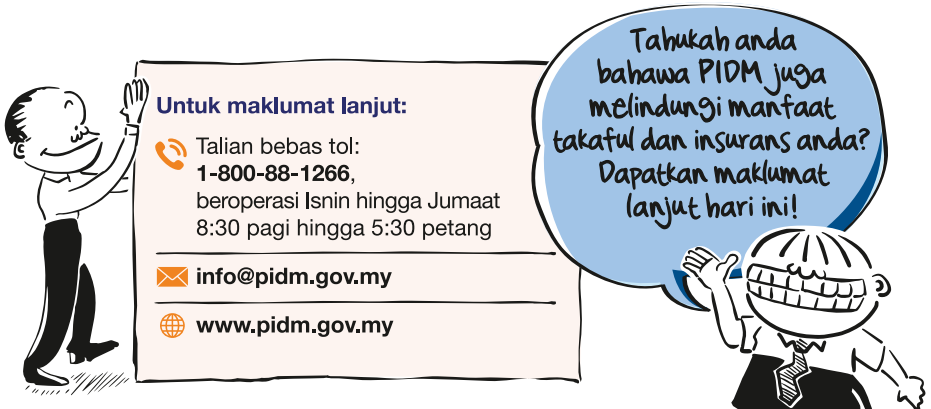 Untuk maklumat lanjut:
Talian bebas tol:
1-800-88-1266,
beroperasi Isnin hingga Jumaat
8:30 pagi hingga 5:30 petang
info@pidm.gov.my
www.pidm.gov.my
Tahukah anda
bahawa PIDM juga
melindungi manfaat
takaful dan insurans anda?
Dapatkan maklumat
lanjut hari ini!